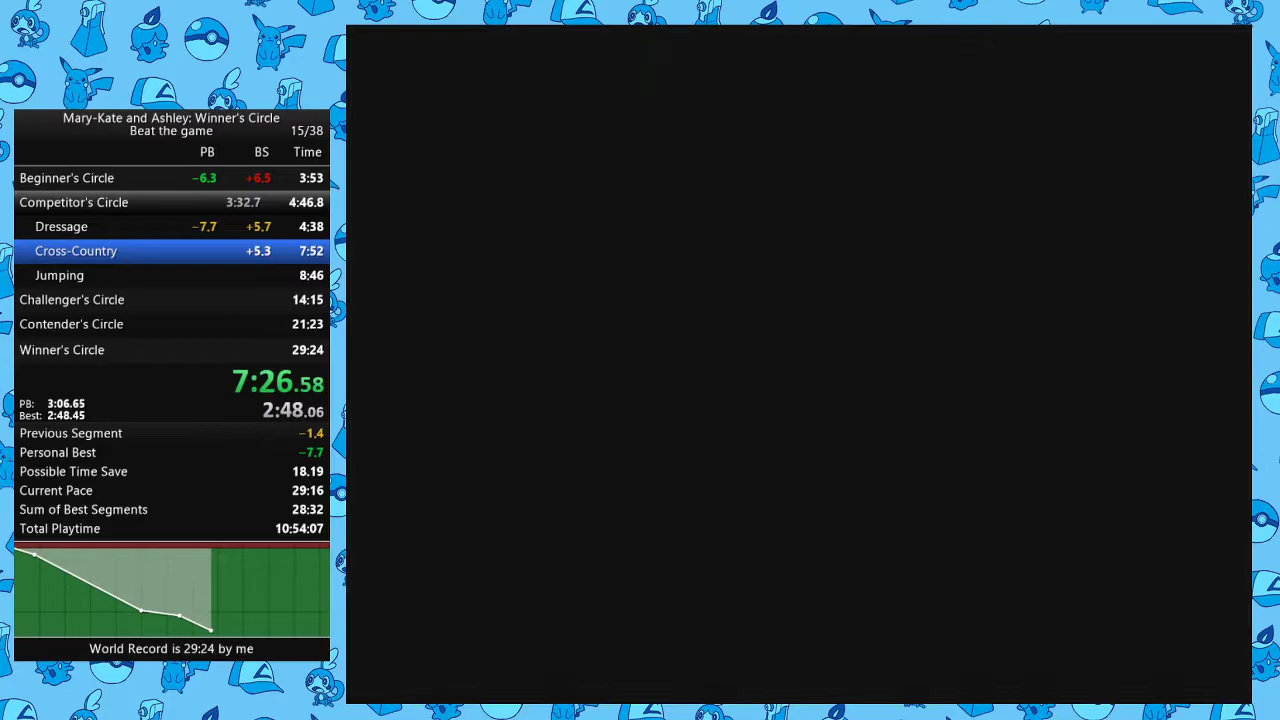 Mary-Kate and Ashley: Winner's Circle
Beat the game 15/38
PB BS Time
Beginner's Circle −6.3 +6.5 3:53
Competitor's Circle 3:32.7 4:46.8
Dressage −7.7 +5.7 4:38
Cross-Country +5.3 7:52
Jumping 8:46
Challenger's Circle 14:15
Contender's Circle 21:23
Winner's Circle 29:24
7:26.58
PB: 3:06.65
Best: 2:48.45
2:48.06
Previous Segment −1.4
Personal Best −7.7
Possible Time Save 18.19
Current Pace 29:16
Sum of Best Segments 28:32
Total Playtime 10:54:07
World Record is 29:24 by me